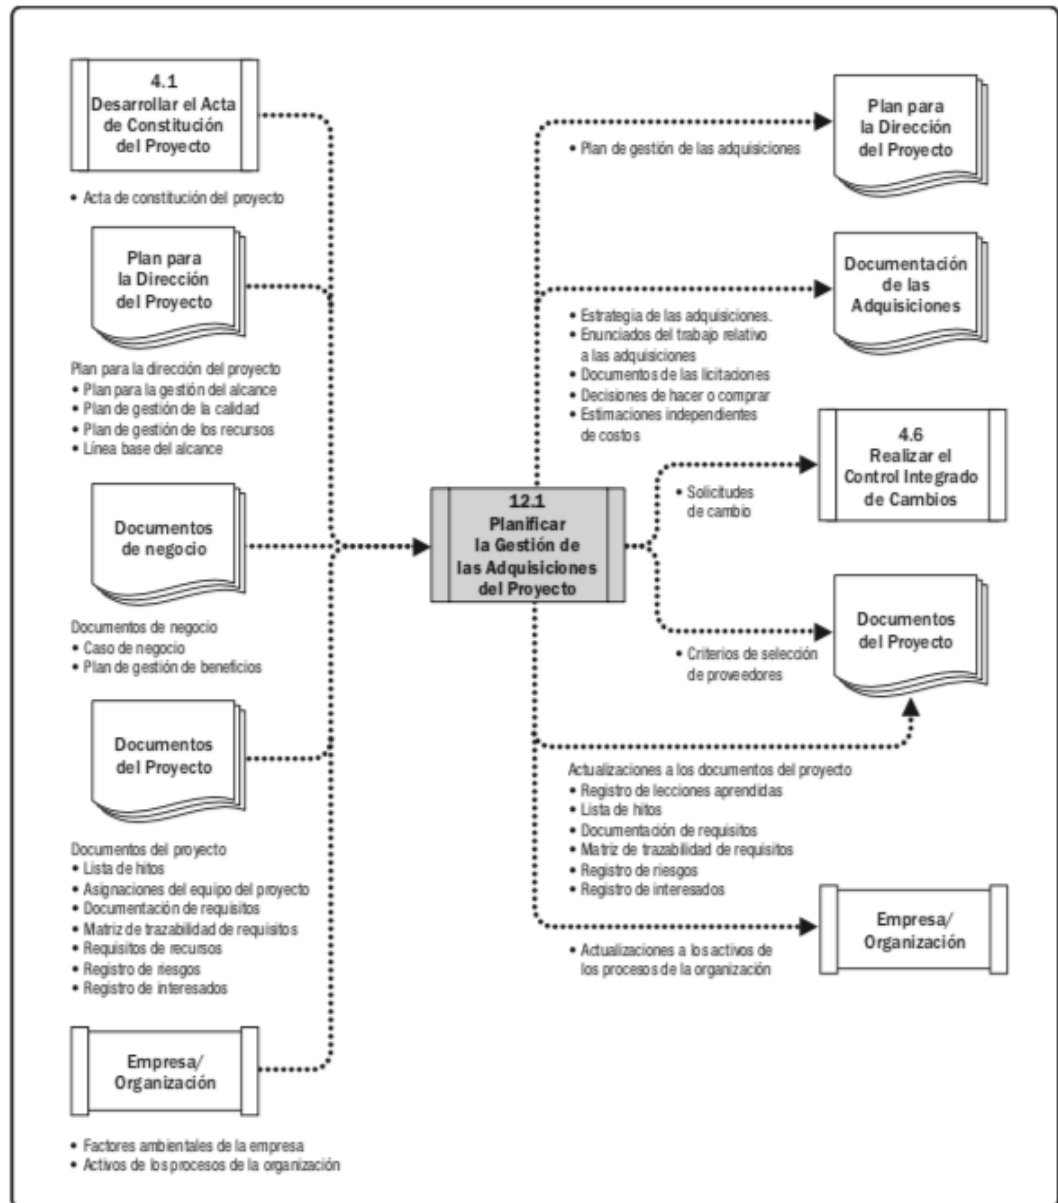 4.1
Desarrollar el Acta
de Constitución
del Proyecto
• Acta de constitución del proyecto
Plan para
la Dirección
del Proyecto
Plan para la dirección del proyecto
• Plan para la gestión del alcance
• Plan de gestión de la calidad
• Plan de gestión de los recursos
• Línea base del alcance
Documentos
de negocio
Documentos de negocio
• Caso de negocio
• Plan de gestión de beneficios
Documentos
del Proyecto
Documentos del proyecto
• Lista de hitos
• Asignaciones del equipo del proyecto
• Documentación de requisitos
• Matriz de trazabilidad de requisitos
• Requisitos de recursos
• Registro de riesgos
• Registro de interesados
Empresa/
Organización
• Factores ambientales de la empresa
• Activos de los procesos de la organización
12.1
Planificar
la Gestión de
las Adquisiciones
del Proyecto
• Plan de gestión de las adquisiciones
Plan para
la Dirección
del Proyecto
• Estrategia de las adquisiciones.
• Enunciados del trabajo relativo
a las adquisiciones
• Documentos de las licitaciones
• Decisiones de hacer o comprar
• Estimaciones independientes
de costos
Documentación
de las
Adquisiciones
• Solicitudes
de cambio
4.6
Realizar el
Control Integrado
de Cambios
• Criterios de selección
de proveedores
Documentos
del Proyecto
Actualizaciones a los documentos del proyecto
• Registro de lecciones aprendidas
• Lista de hitos
• Documentación de requisitos
• Matriz de trazabilidad de requisitos
• Registro de riesgos
• Registro de interesados
• Actualizaciones a los activos de
los procesos de la organización
Empresa/
Organización